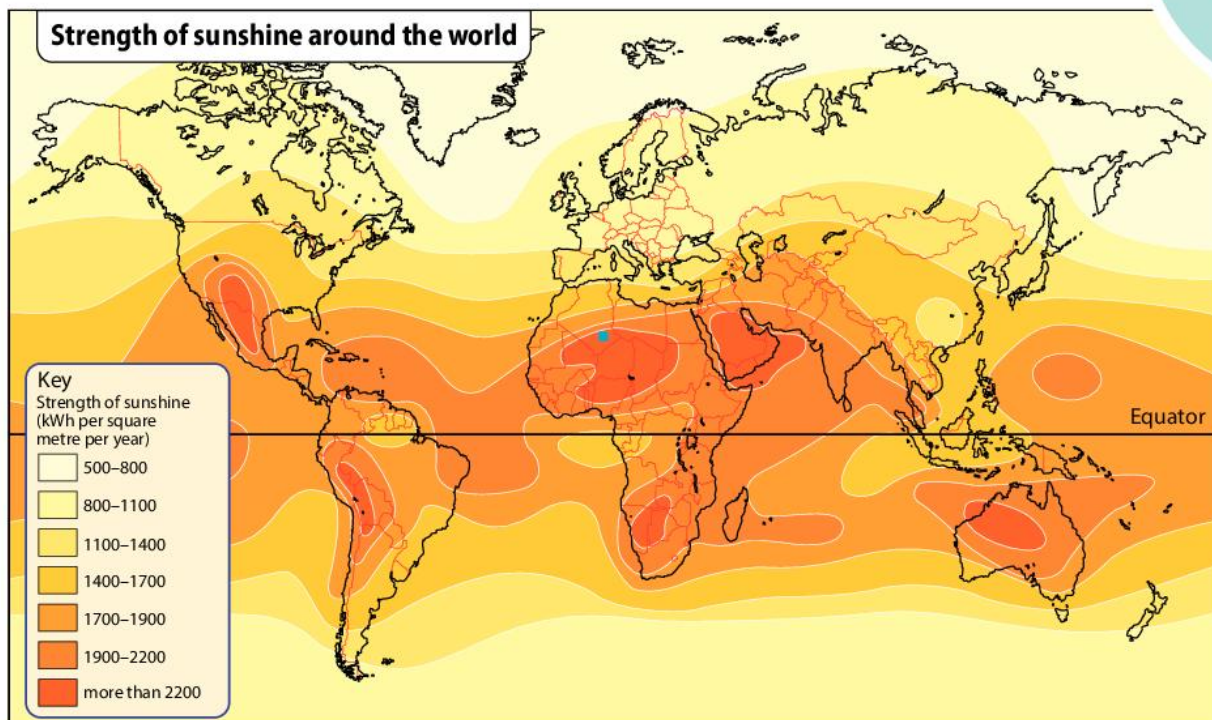 Strength of sunshine around the world
Equator
Key
Strength of sunshine
(kWh per square
metre per year)
500–800
800–1100
1100–1400
1400–1700
1700–1900
1900–2200
more than 2200